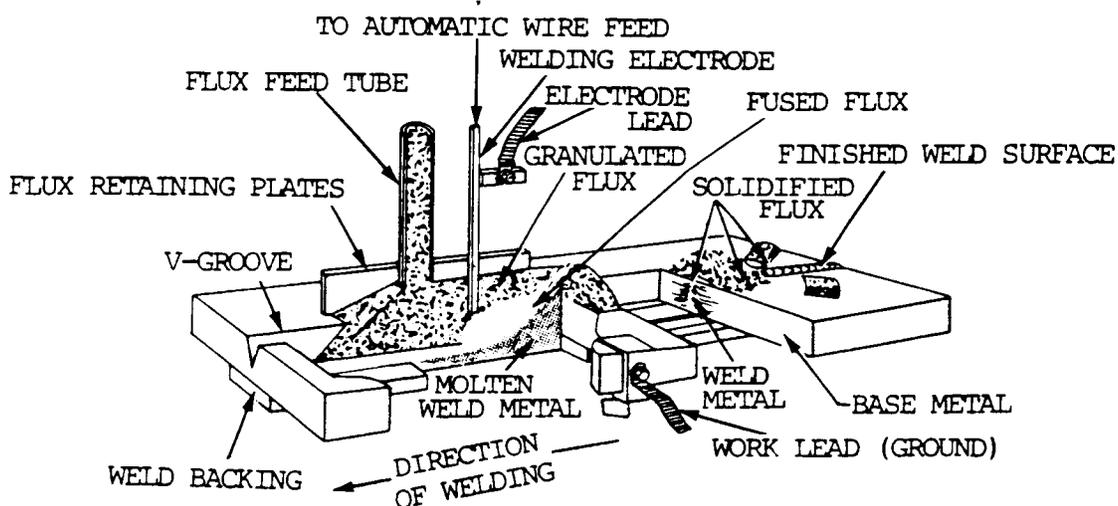 TO AUTOMATIC WIRE FEED
WELDING ELECTRODE
FLUX FEED TUBE
ELECTRODE
LEAD
FUSED FLUX
GRANULATED
FLUX
FINISHED WELD SURFACE
FLUX RETAINING PLATES
SOLIDIFIED
FLUX
V-GROOVE
MOLTEN
WELD METAL
WELD
METAL
BASE METAL
WORK LEAD (GROUND)
WELD BACKING
DIRECTION
OF WELDING